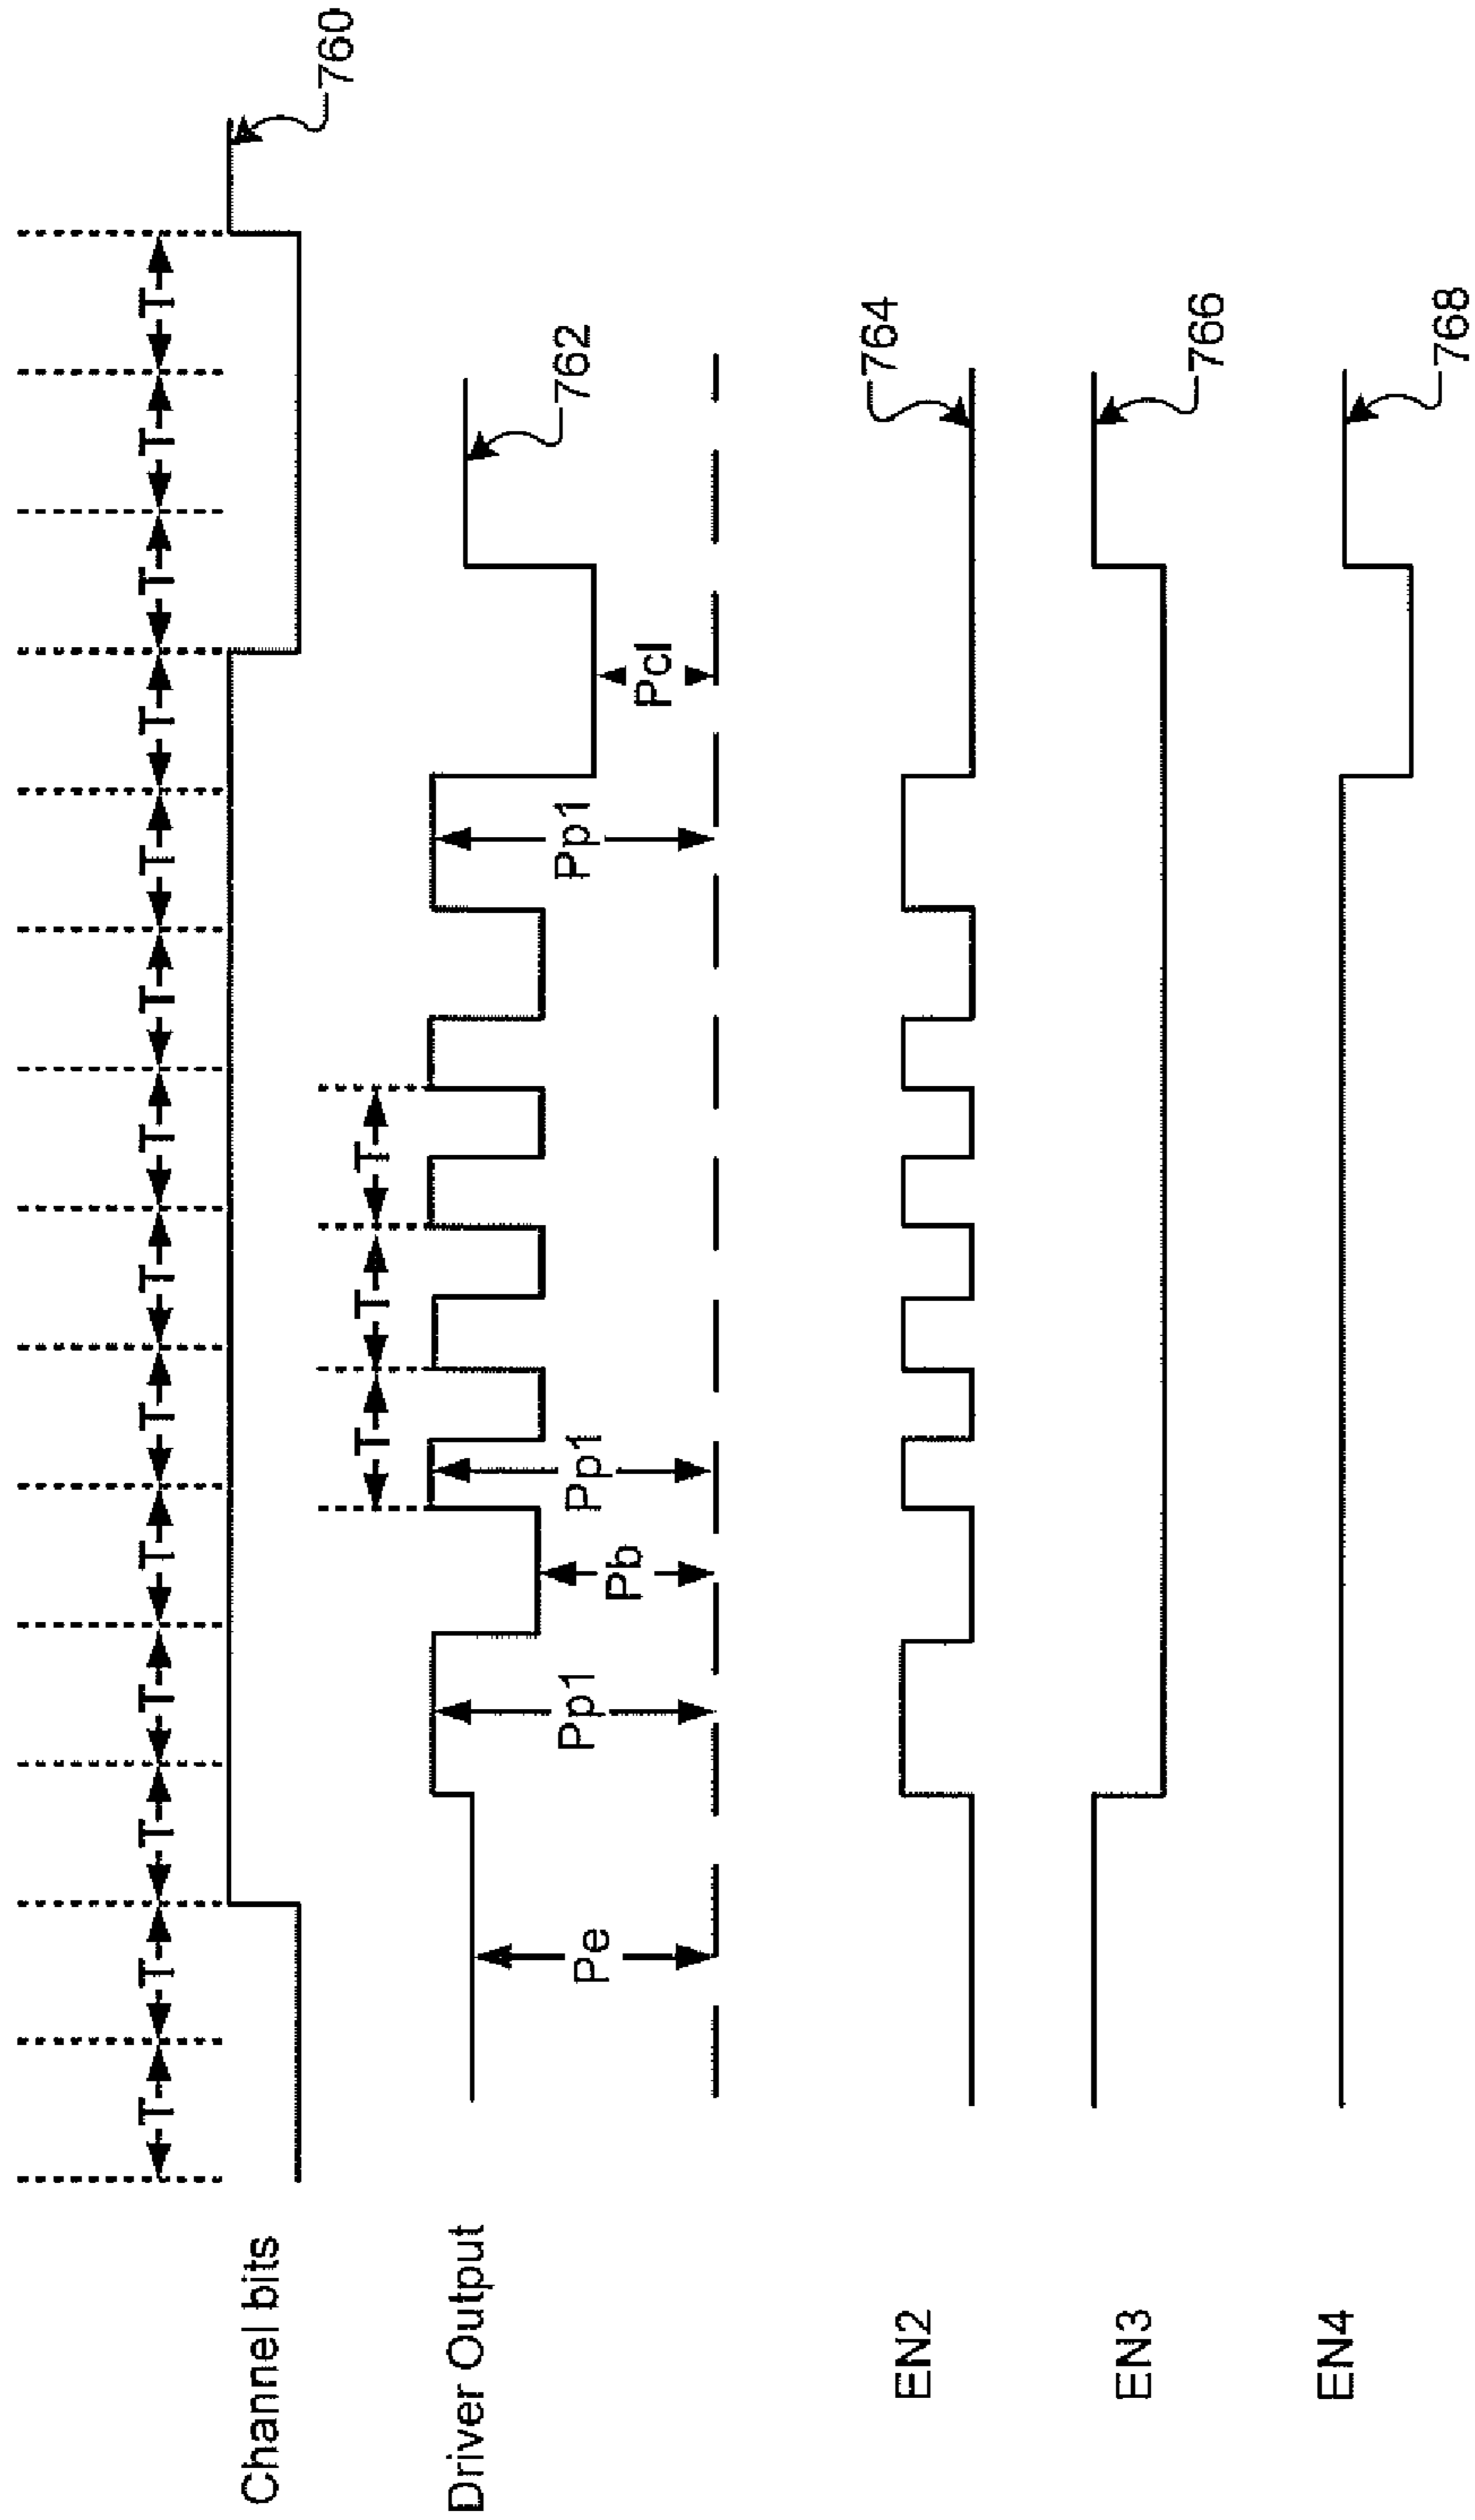 T T T T T T T T T T T T T T
Channel bits
760
T T T
Driver Output
762
Pe Pp1 Pb Pp1 Pp1 Pcl
764
EN2
EN3
766
EN4
768